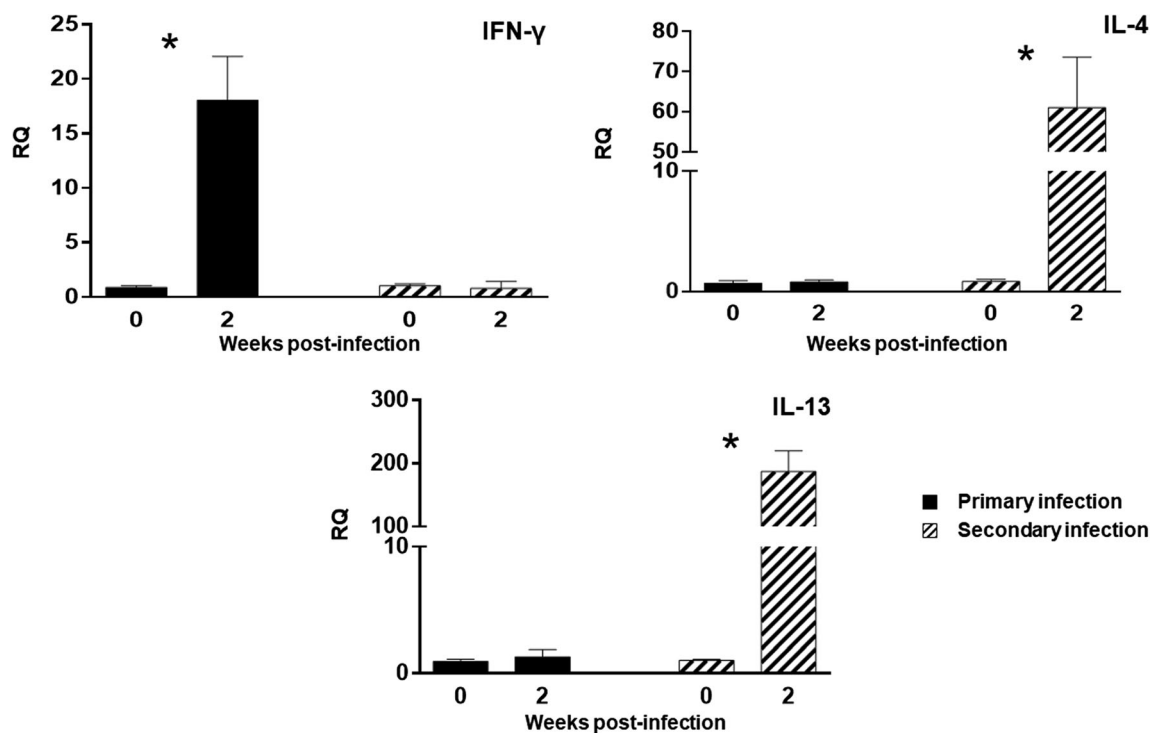 IFN-γ
*
25
20
15
10
5
0
RQ
0 2 0 2
Weeks post-infection
IL-4
*
80
70
60
50
10
0
RQ
0 2 0 2
Weeks post-infection
IL-13
*
300
200
100
10
0
RQ
0 2 0 2
Weeks post-infection
Primary infection
Secondary infection